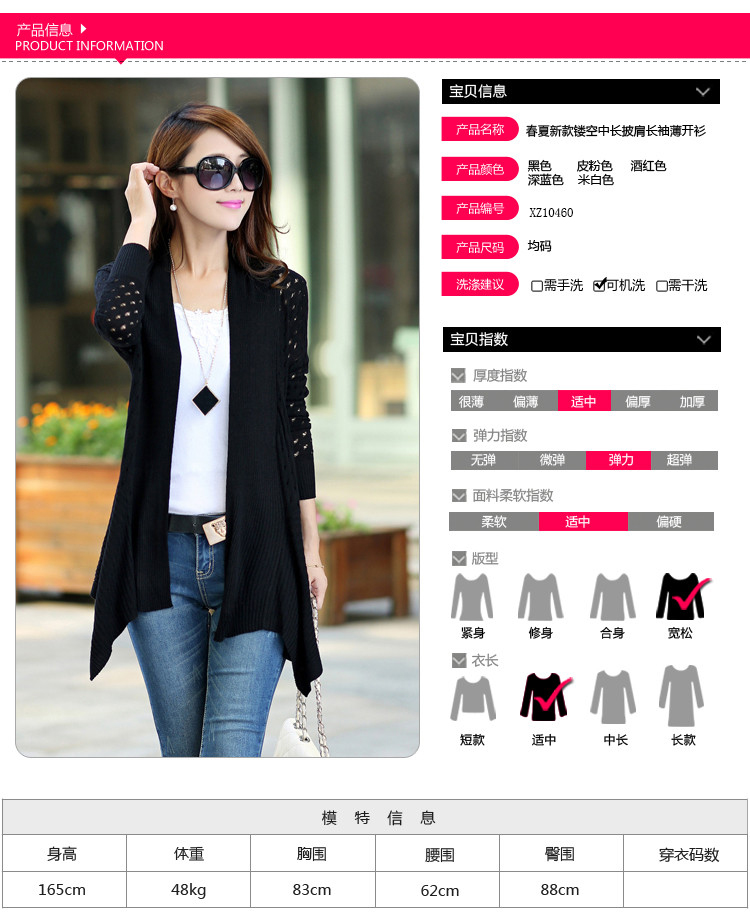 产品信息
PRODUCT INFORMATION
宝贝信息
产品名称 春夏新款镂空中长披肩长袖薄开衫
产品颜色 黑色 皮粉色 酒红色
深蓝色 米白色
产品编号 XZ10460
产品尺码 均码
洗涤建议 需手洗 可机洗 需干洗
宝贝指数
厚度指数
很薄 偏薄 适中 偏厚 加厚
弹力指数
无弹 微弹 弹力 超弹
面料柔软指数
柔软 适中 偏硬
版型
紧身 修身 合身 宽松
衣长
短款 适中 中长 长款
模特信息
身高 体重 胸围 腰围 臀围 穿衣码数
165cm 48kg 83cm 62cm 88cm